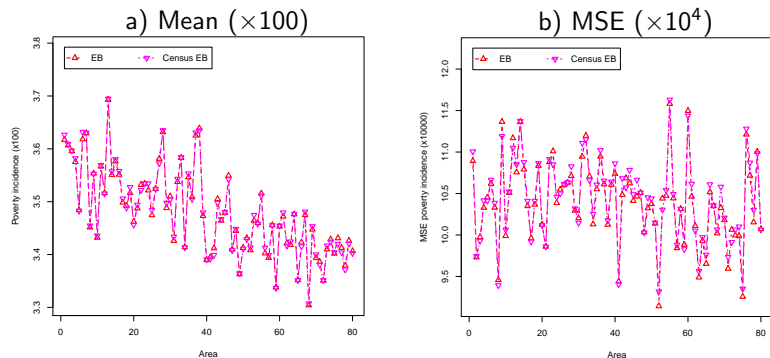 a) Mean (×100)
b) MSE (×10⁴)
EB
Census EB
Poverty incidence (x100)
3.8
3.7
3.6
3.5
3.4
3.3
0
20
40
60
80
Area
EB
Census EB
MSE poverty incidence (x10000)
12.0
11.5
11.0
10.5
10.0
9.5
0
20
40
60
80
Area